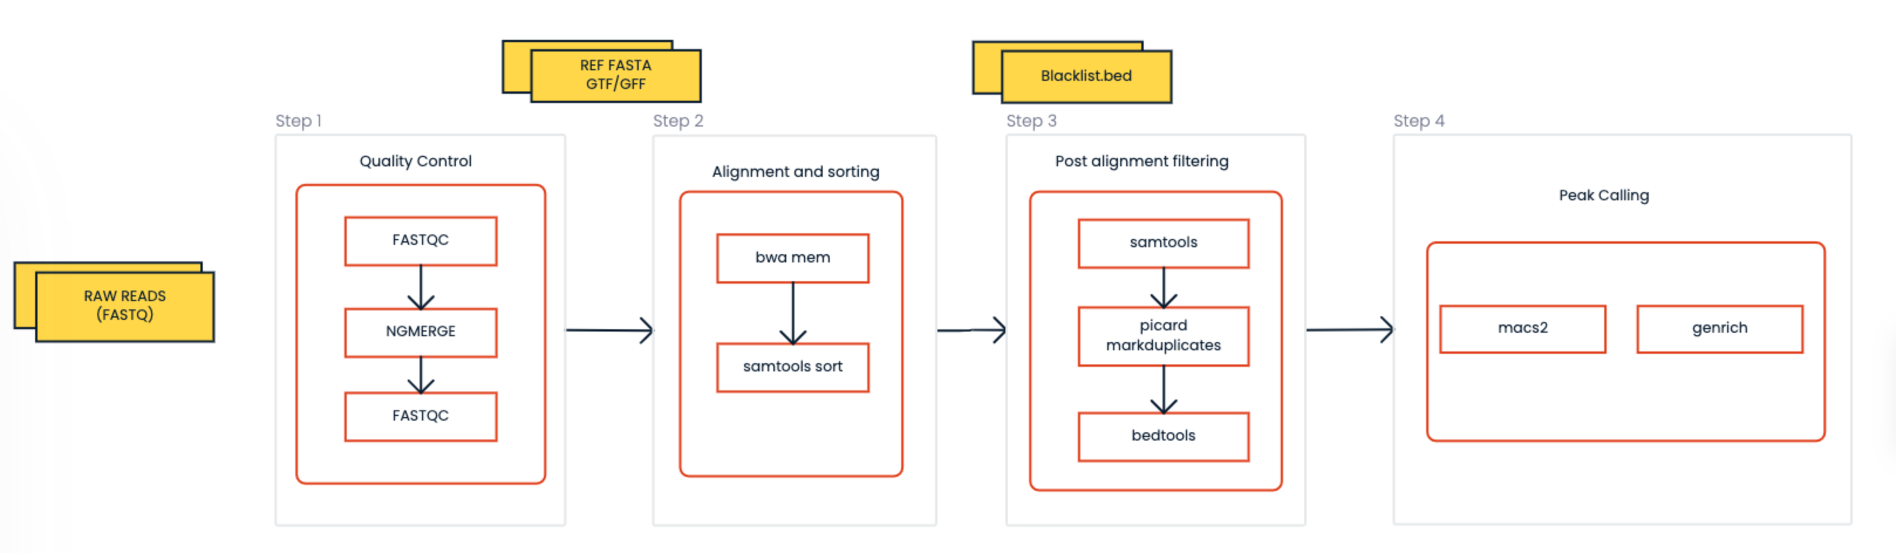 RAW READS
(FASTQ)
REF FASTA
GTF/GFF
Blacklist.bed
Step 1
Quality Control
FASTQC
NGMERGE
FASTQC
Step 2
Alignment and sorting
bwa mem
samtools sort
Step 3
Post alignment filtering
samtools
picard
markduplicates
bedtools
Step 4
Peak Calling
macs2
genrich